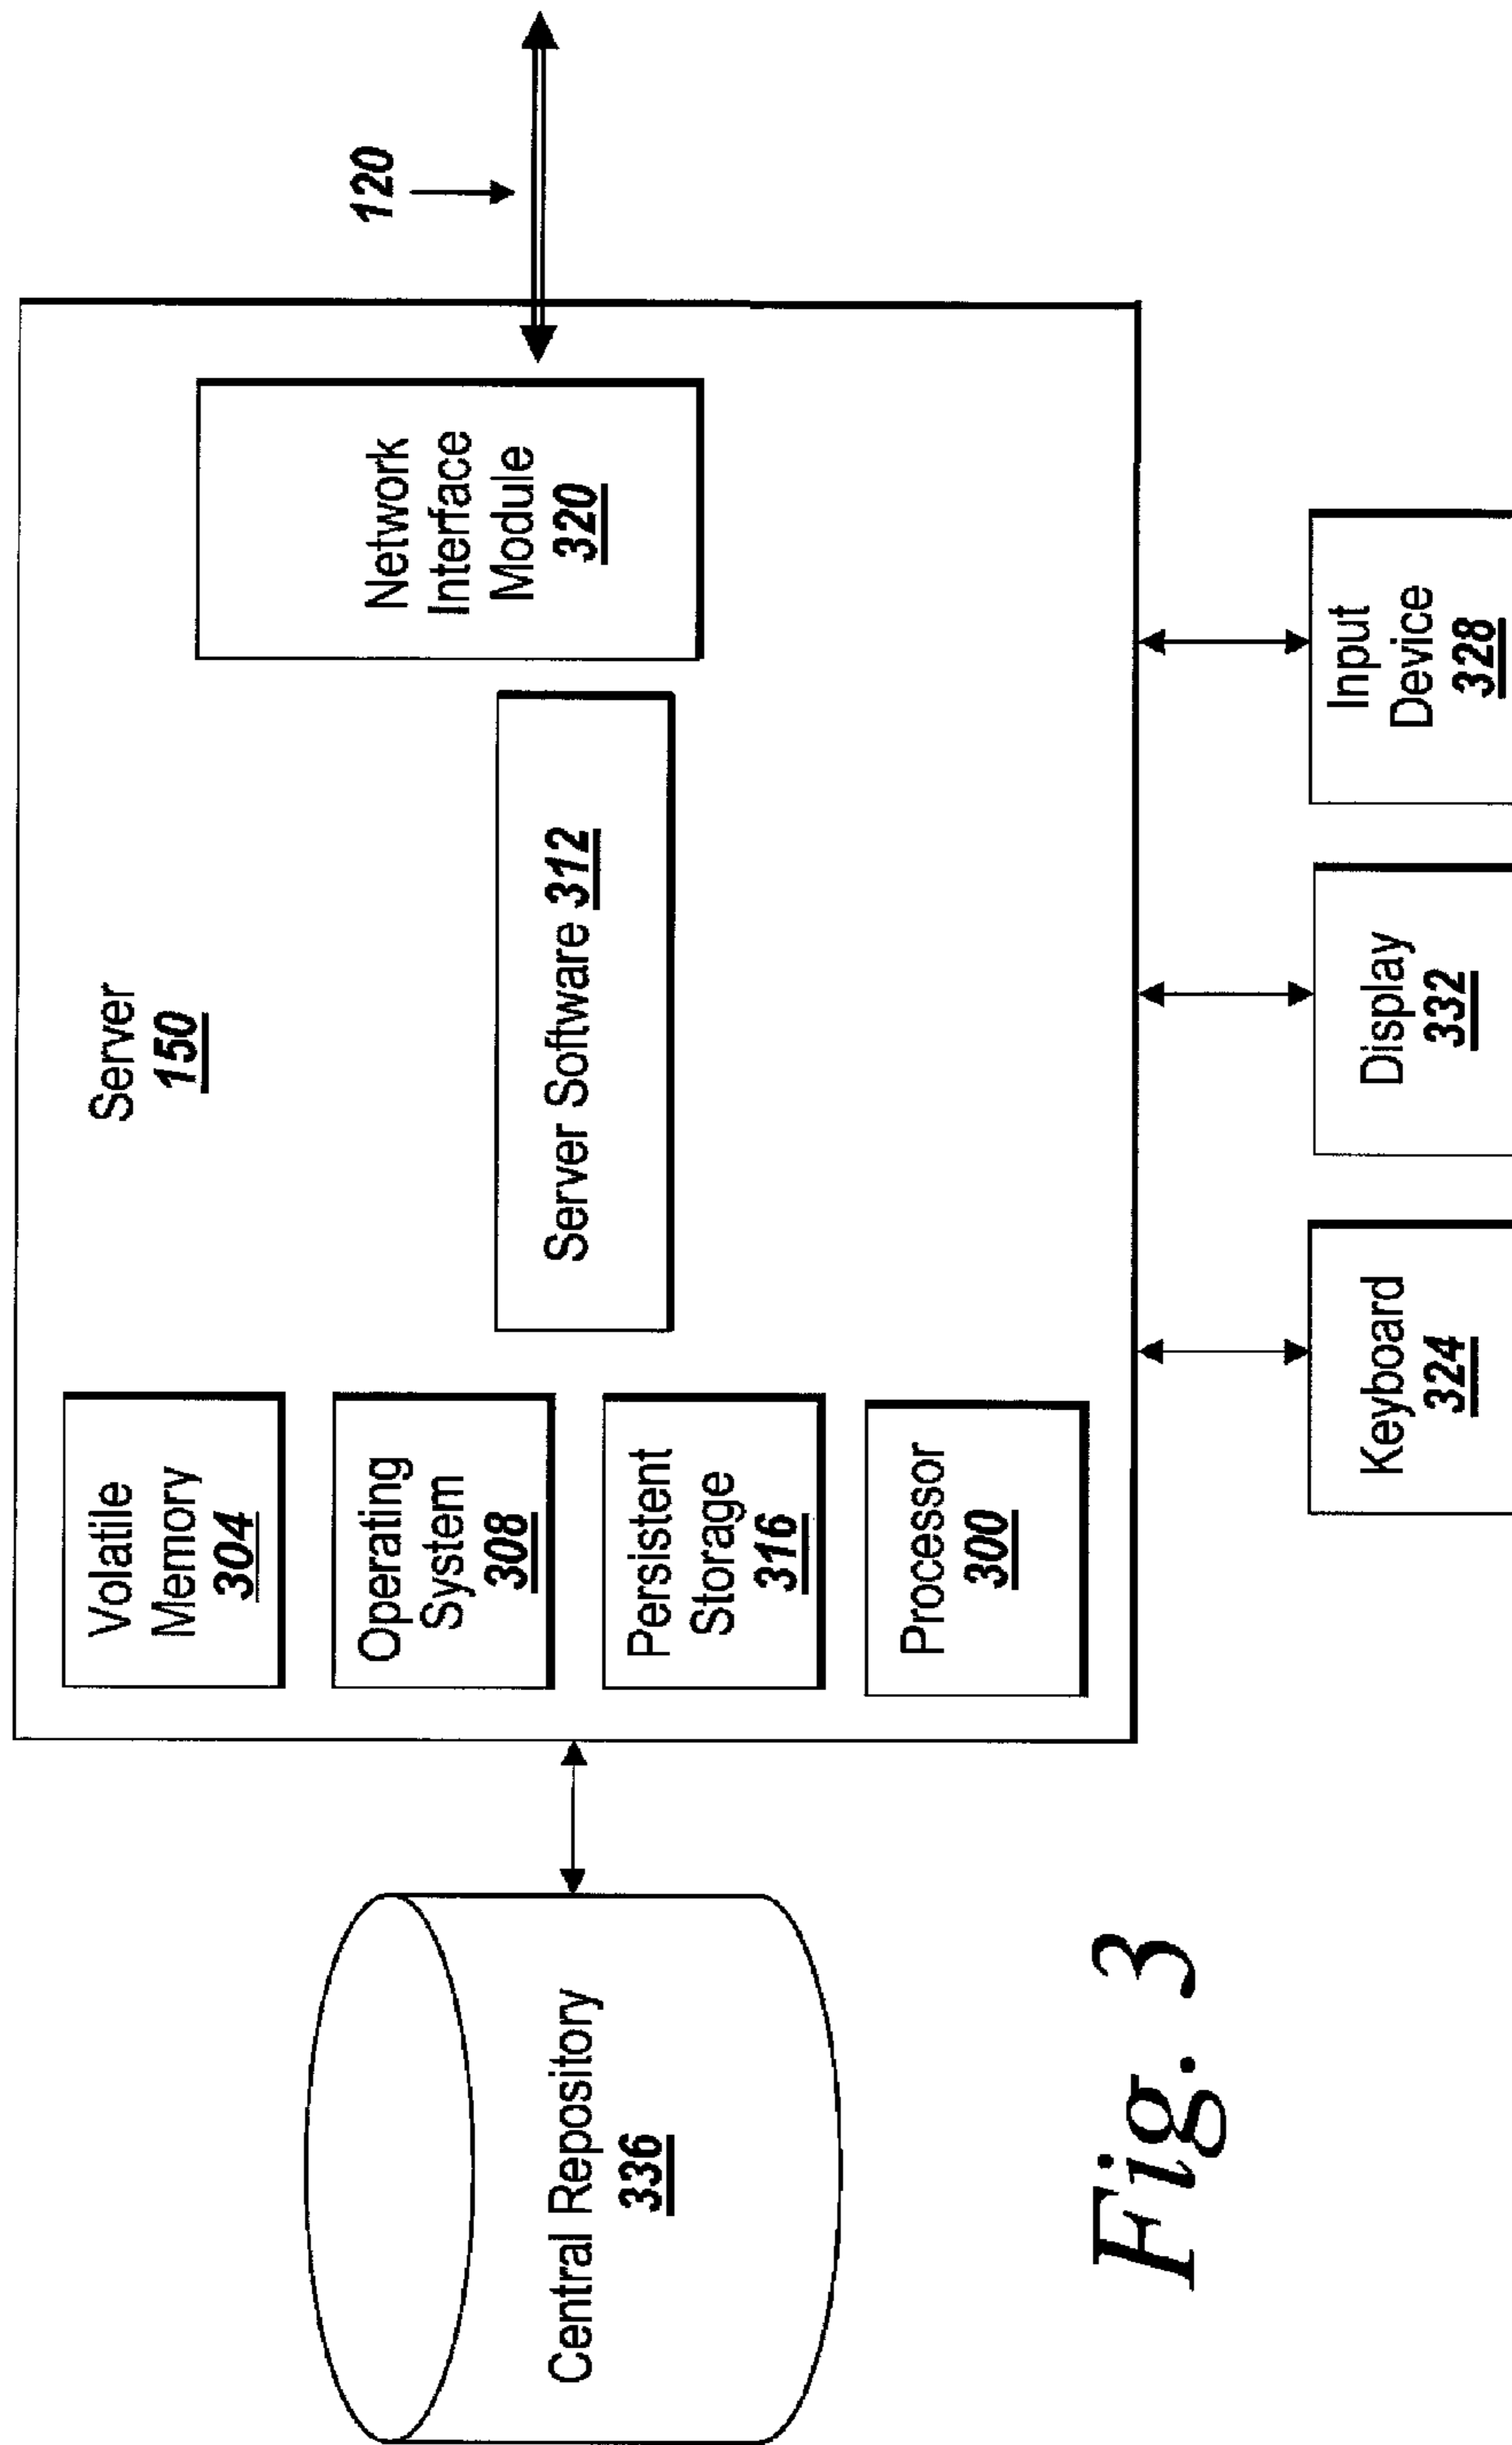 Server
150
120
Volatile
Memory
304
Operating
System
308
Persistent
Storage
316
Processor
300
Server Software 312
Network
Interface
Module
320
Central Repository
336
Keyboard
324
Display
332
Input
Device
328
Fig. 3